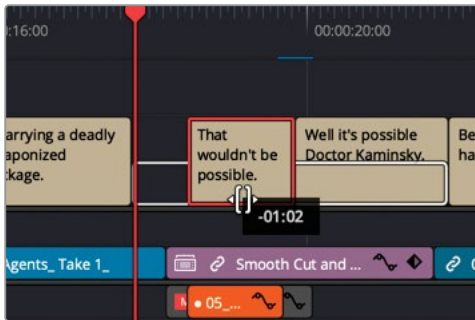 :16:00
00:00:20:00
arrying a deadly
aponized
kage.
That
wouldn't be
possible.
Well it's possible
Doctor Kaminsky.
Be
ha
-01:02
Agents_ Take 1_
Smooth Cut and ...
05_...